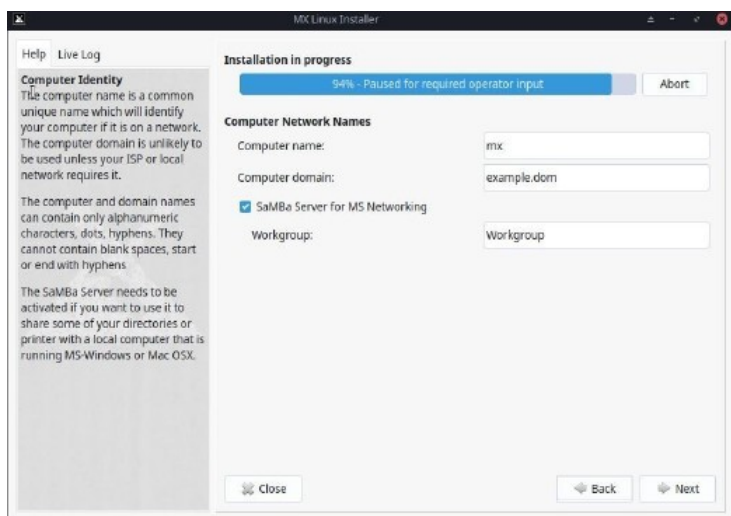 MX Linux Installer
Help Live Log
Computer Identity
The computer name is a common
unique name which will identify
your computer if it is on a network.
The computer domain is unlikely to
be used unless your ISP or local
network requires it.
The computer and domain names
can contain only alphanumeric
characters, dots, hyphens. They
cannot contain blank spaces, start
or end with hyphens
The SaMBa Server needs to be
activated if you want to use it to
share some of your directories or
printer with a local computer that is
running MS-Windows or Mac OSX.
Installation in progress
94% - Paused for required operator input
Abort
Computer Network Names
Computer name: mx
Computer domain: example.dom
SaMBa Server for MS Networking
Workgroup: Workgroup
Close Back Next